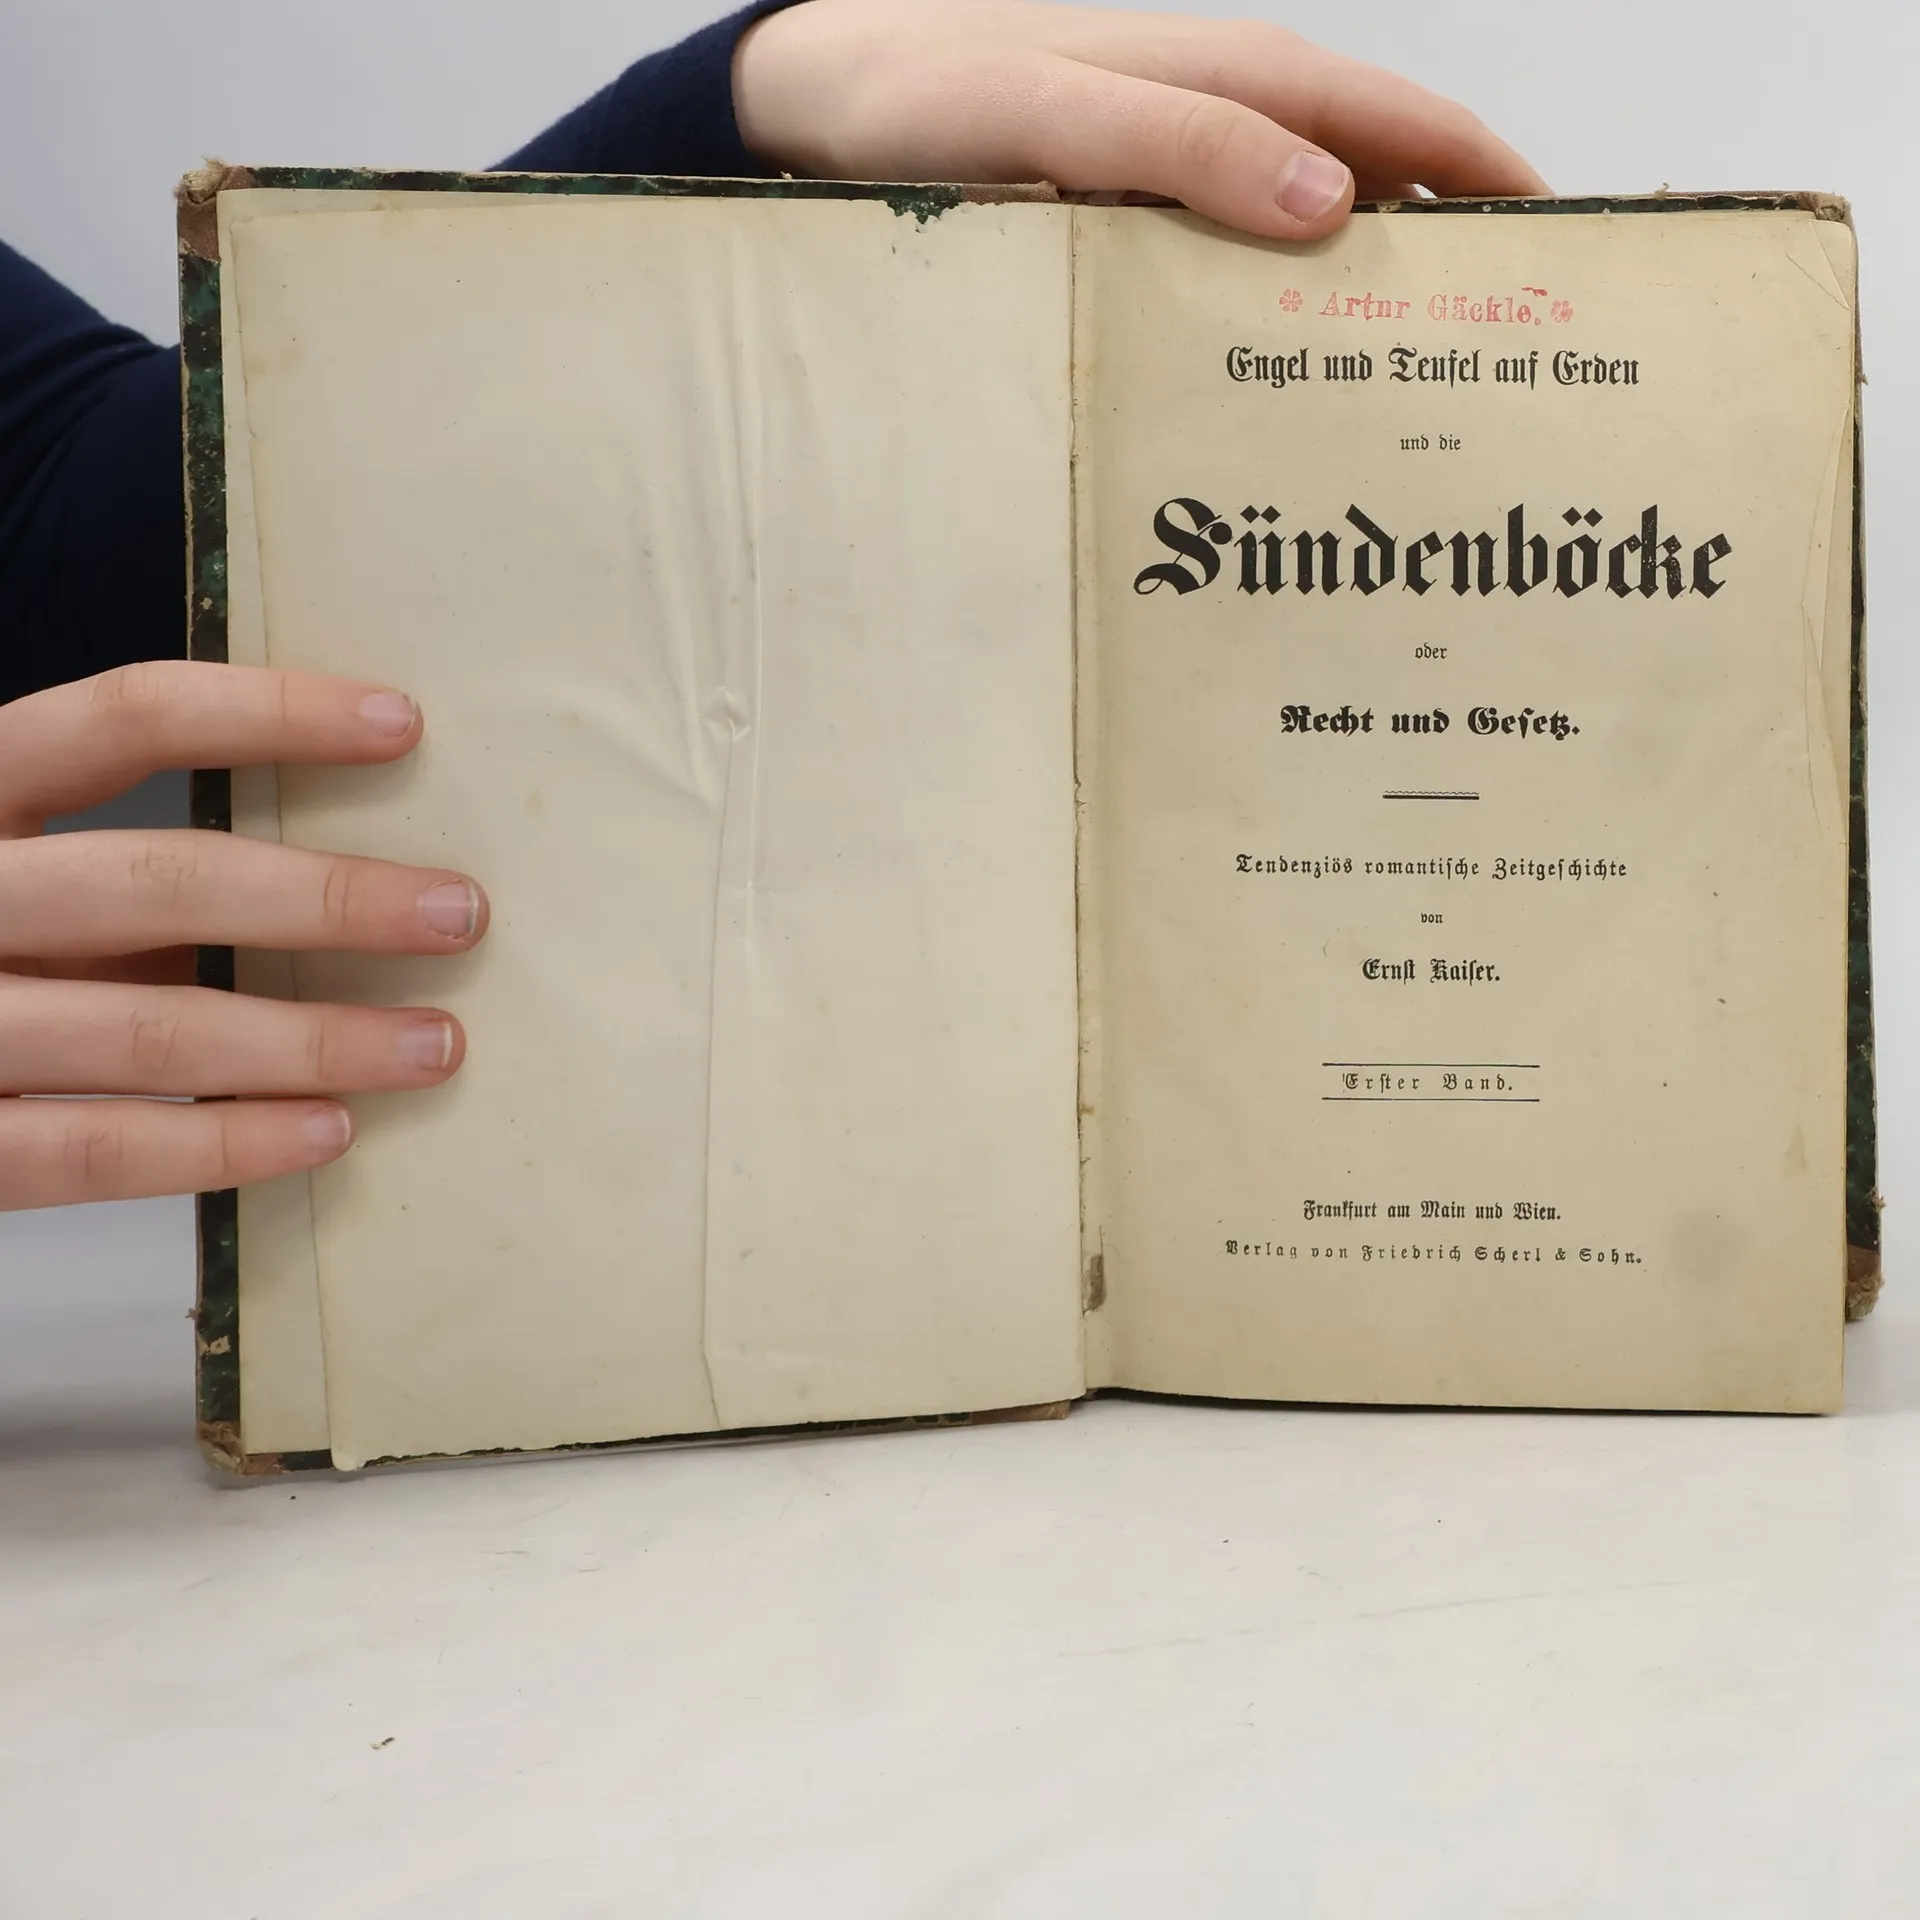 Artur Gäckle.
Engel und Teufel auf Erden
und die
Sündenböcke
oder
Recht und Geſetz.
Tendenziös romantiſche Zeitgeſchichte
von
Ernſt Kaiſer.
Erſter Band.
Frankfurt am Main und Wien.
Verlag von Friedrich Scherl & Sohn.